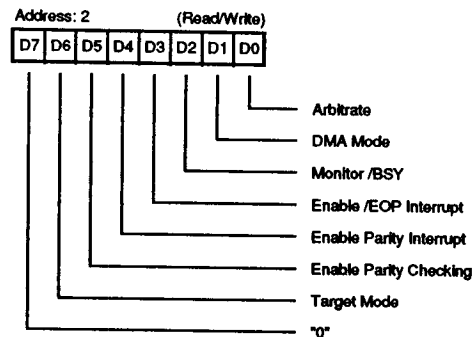 Address: 2 (Read/Write)
D7 D6 D5 D4 D3 D2 D1 D0
Arbitrate
DMA Mode
Monitor /BSY
Enable /EOP Interrupt
Enable Parity Interrupt
Enable Parity Checking
Target Mode
"0"